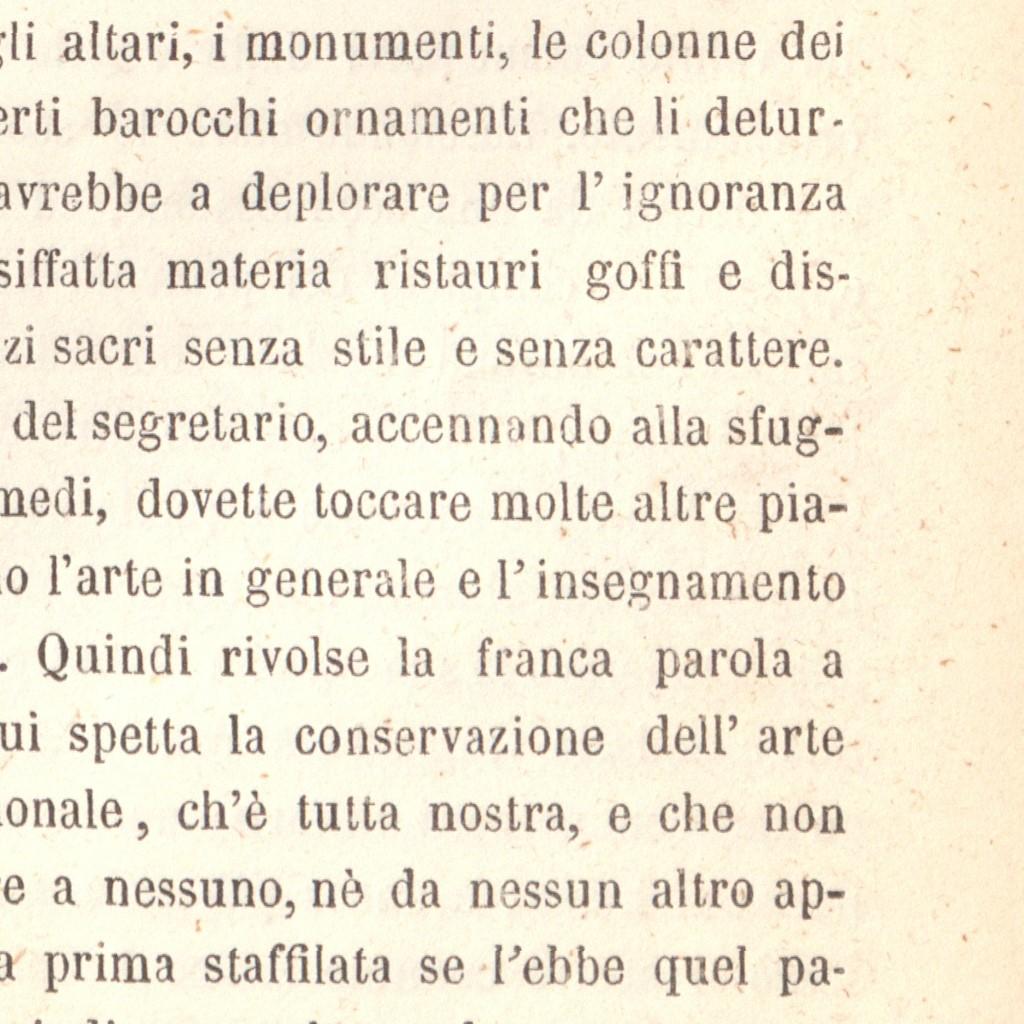 gli altari, i monumenti, le colonne dei
erti barocchi ornamenti che li detur-
avrebbe a deplorare per l' ignoranza
siffatta materia ristauri goffi e dis-
zi sacri senza stile e senza carattere.
del segretario, accennando alla sfug-
medi, dovette toccare molte altre pia-
o l'arte in generale e l' insegnamento
. Quindi rivolse la franca parola a
ui spetta la conservazione dell' arte
onale, ch'è tutta nostra, e che non
e a nessuno, nè da nessun altro ap-
a prima staffilata se l'ebbe quel pa-